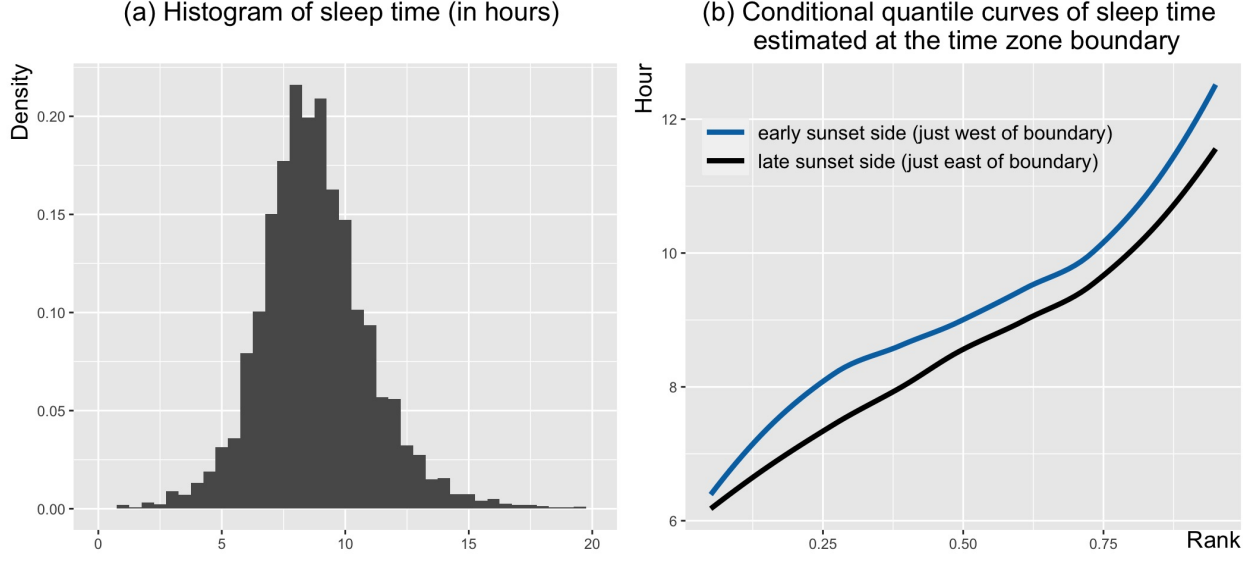 (a) Histogram of sleep time (in hours)
Density
0.20
0.15
0.10
0.05
0.00
0 5 10 15 20
(b) Conditional quantile curves of sleep time
estimated at the time zone boundary
Hour
early sunset side (just west of boundary)
late sunset side (just east of boundary)
12
10
8
6
0.25 0.50 0.75
Rank